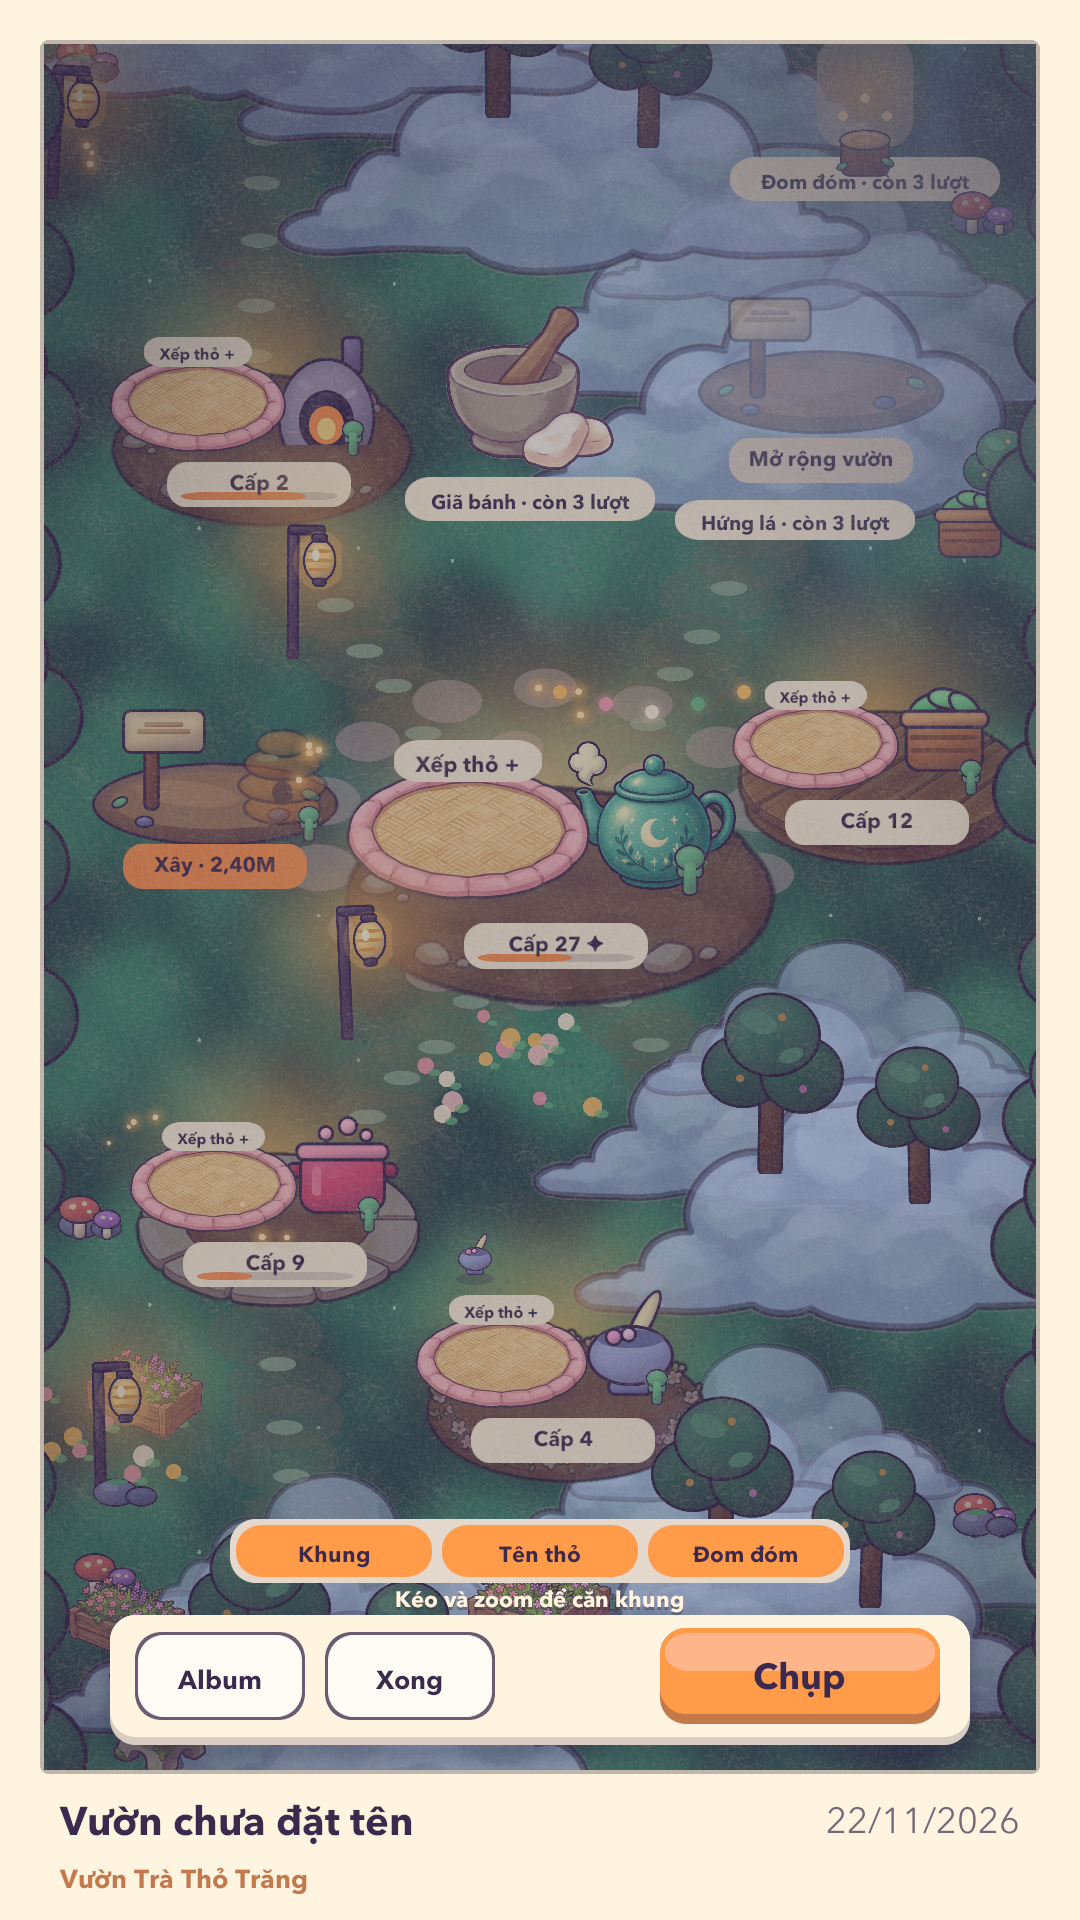 Đom đóm · còn 3 lượt
Xếp thỏ +
Cấp 2
Giã bánh · còn 3 lượt
Mở rộng vườn
Hứng lá · còn 3 lượt
Xếp thỏ +
Xếp thỏ +
Cấp 12
Xây · 2,40M
Cấp 27 ✦
Xếp thỏ +
Cấp 9
Xếp thỏ +
Cấp 4
Khung
Tên thỏ
Đom đóm
Kéo và zoom để căn khung
Album
Xong
Chụp
Vườn chưa đặt tên
22/11/2026
Vườn Trà Thỏ Trăng